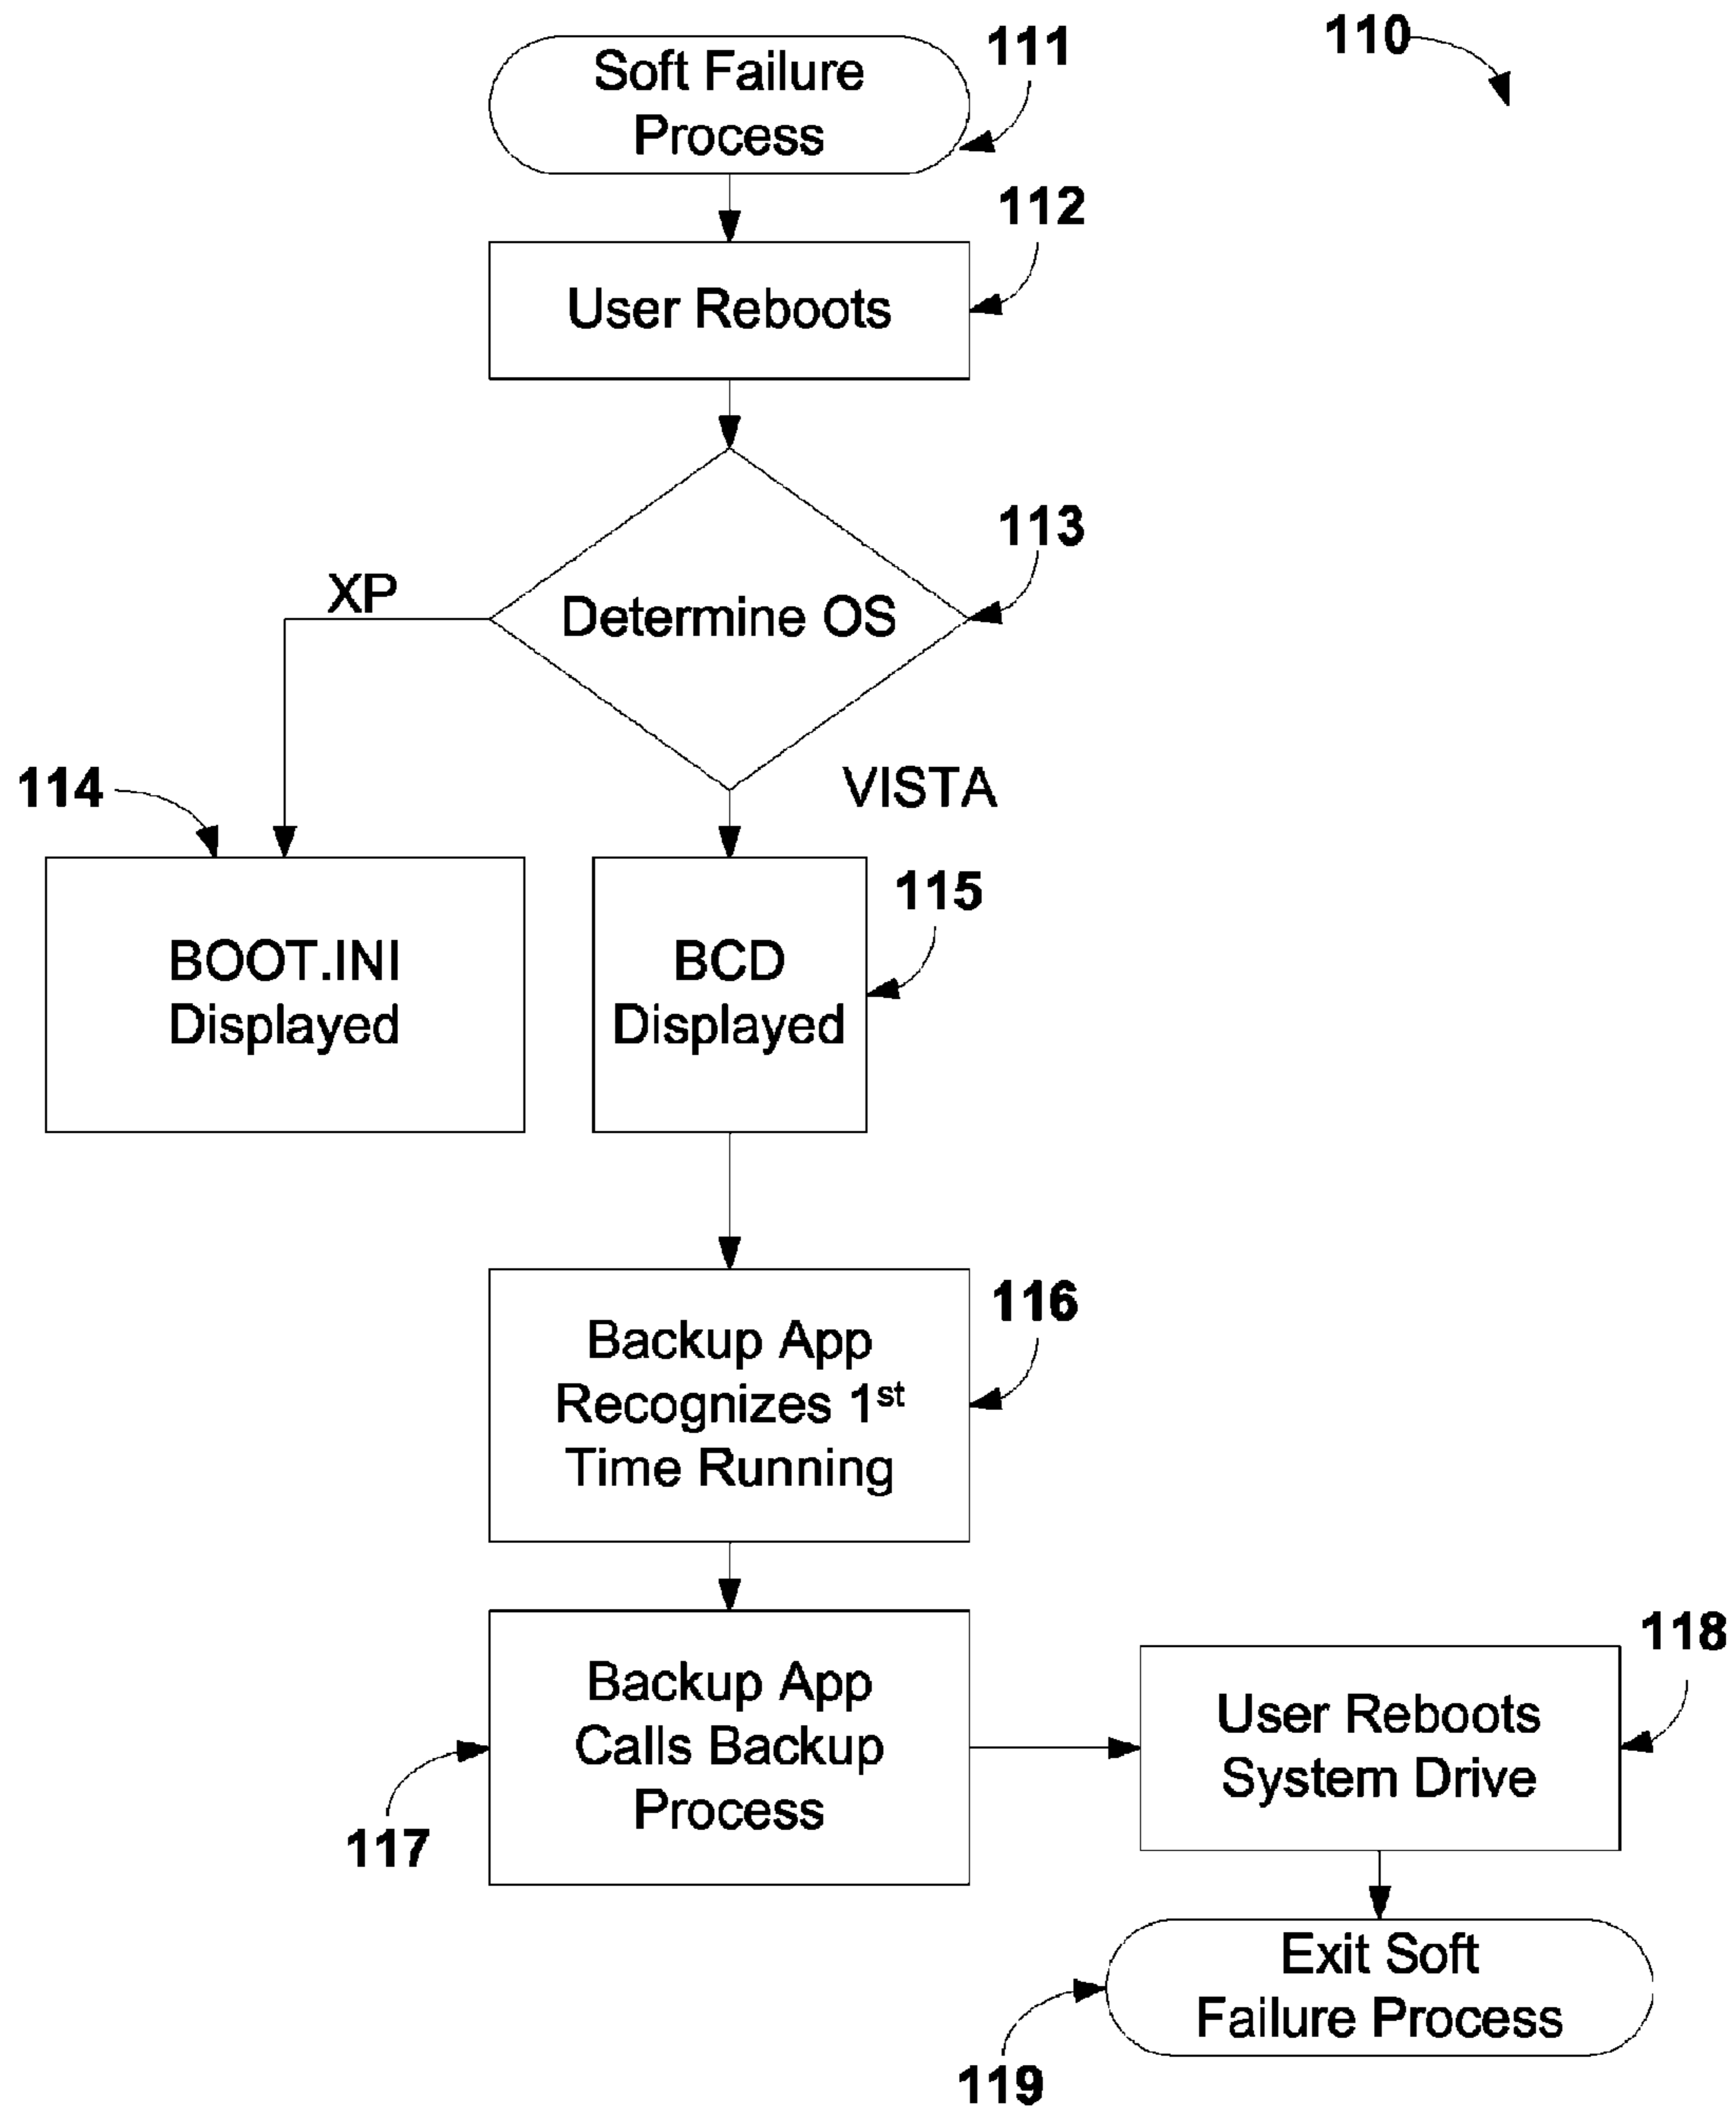 110
Soft Failure
Process
111
User Reboots
112
Determine OS
113
XP
VISTA
114
BOOT.INI
Displayed
BCD
Displayed
115
Backup App
Recognizes 1st
Time Running
116
Backup App
Calls Backup
Process
117
User Reboots
System Drive
118
Exit Soft
Failure Process
119